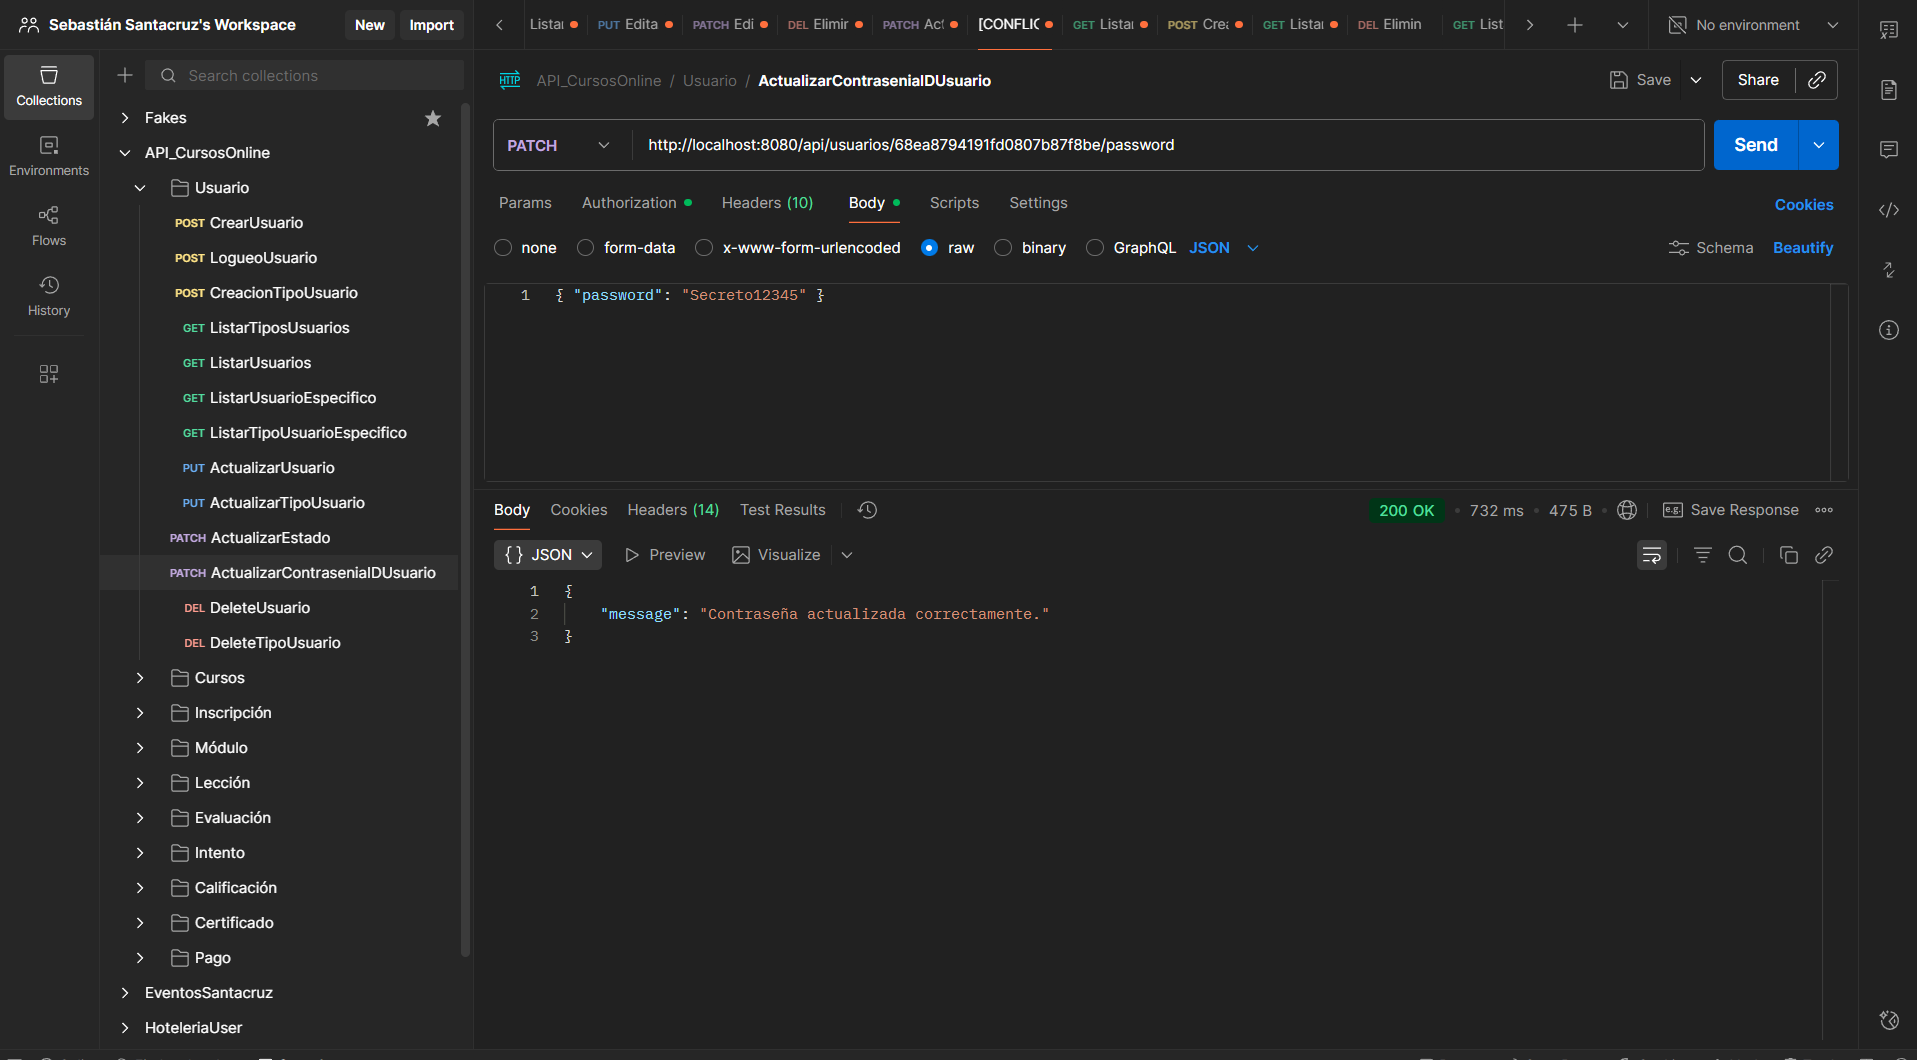 Sebastián Santacruz's Workspace
New
Import
Listar
PUT Edita
PATCH Edi
DEL Elimir
PATCH Act
[CONFLIC
GET Listar
POST Crea
GET Listar
DEL Elimin
GET List
No environment
Collections
Environments
Flows
History
Search collections
Fakes
API_CursosOnline
Usuario
POST CrearUsuario
POST LogueoUsuario
POST CreacionTipoUsuario
GET ListarTiposUsuarios
GET ListarUsuarios
GET ListarUsuarioEspecifico
GET ListarTipoUsuarioEspecifico
PUT ActualizarUsuario
PUT ActualizarTipoUsuario
PATCH ActualizarEstado
PATCH ActualizarContraseniaIDUsuario
DEL DeleteUsuario
DEL DeleteTipoUsuario
Cursos
Inscripción
Módulo
Lección
Evaluación
Intento
Calificación
Certificado
Pago
EventosSantacruz
HoteleriaUser
HTTP API_CursosOnline / Usuario / ActualizarContraseniaIDUsuario
Save
Share
PATCH
http://localhost:8080/api/usuarios/68ea8794191fd0807b87f8be/password
Send
Params
Authorization
Headers (10)
Body
Scripts
Settings
Cookies
none
form-data
x-www-form-urlencoded
raw
binary
GraphQL
JSON
Schema
Beautify
1 { "password": "Secreto12345" }
Body
Cookies
Headers (14)
Test Results
200 OK • 732 ms • 475 B •
e.g. Save Response
{} JSON
Preview
Visualize
1 {
2 "message": "Contraseña actualizada correctamente."
3 }